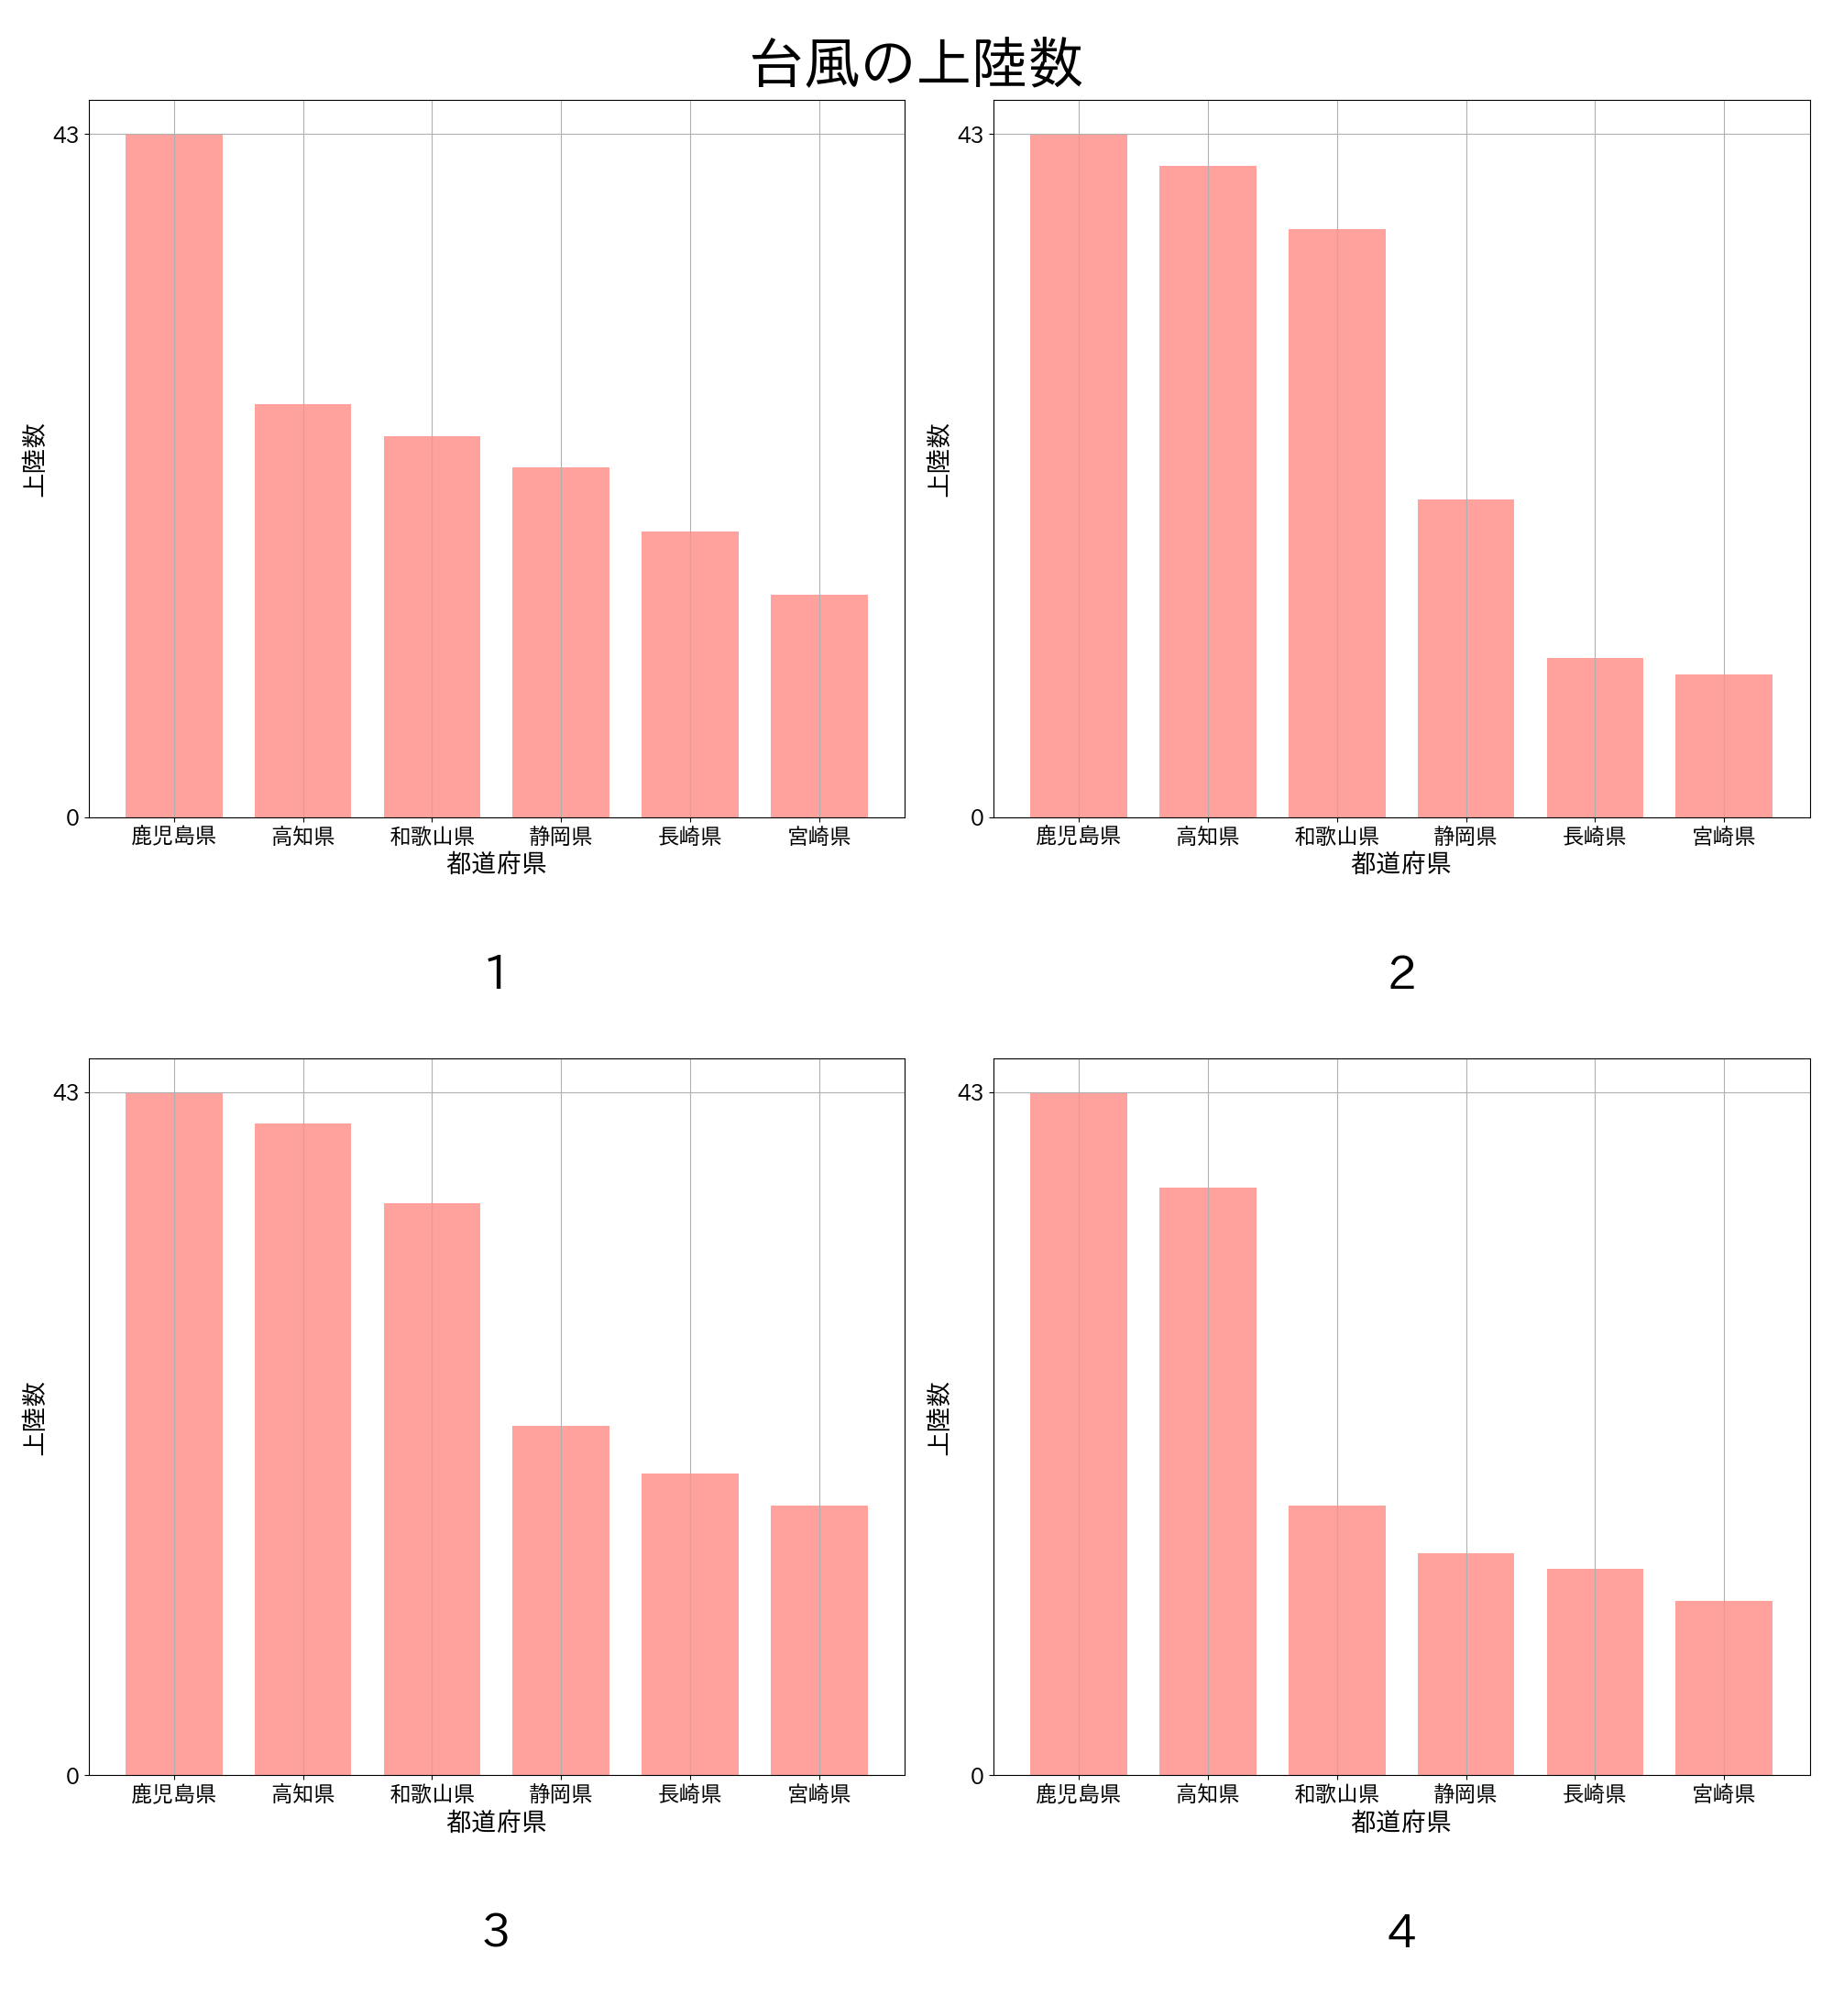 台風の上陸数
43
0
上陸数
鹿児島県 高知県 和歌山県 静岡県 長崎県 宮崎県
都道府県
1
43
0
上陸数
鹿児島県 高知県 和歌山県 静岡県 長崎県 宮崎県
都道府県
2
43
0
上陸数
鹿児島県 高知県 和歌山県 静岡県 長崎県 宮崎県
都道府県
3
43
0
上陸数
鹿児島県 高知県 和歌山県 静岡県 長崎県 宮崎県
都道府県
4